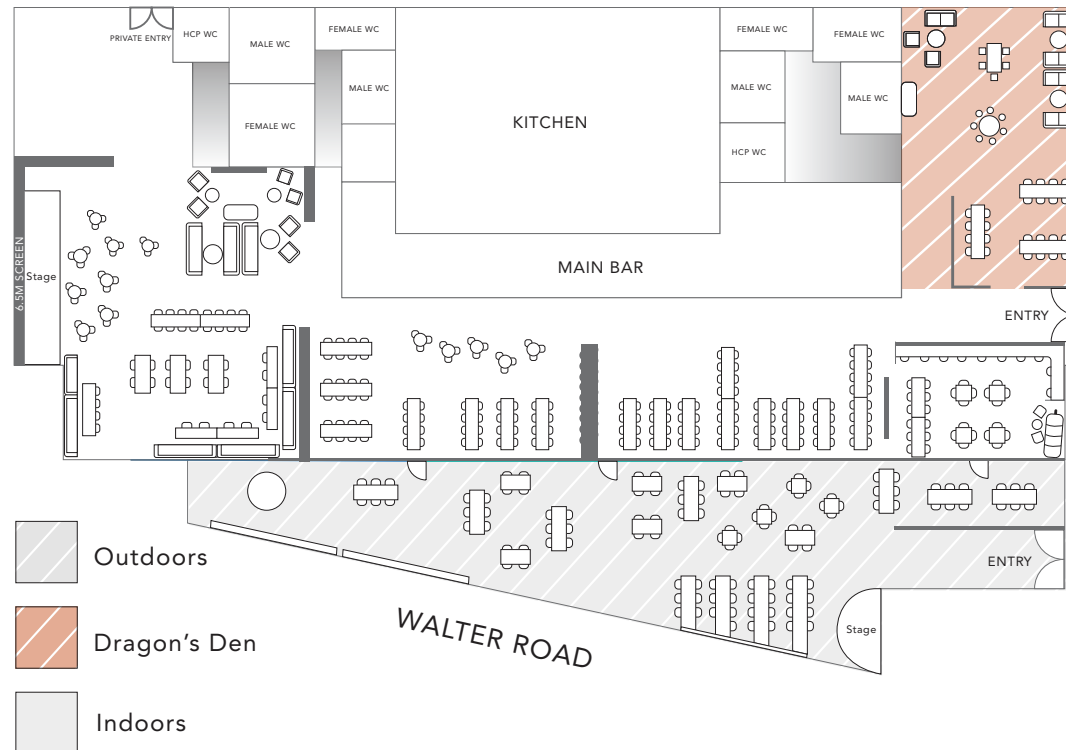 PRIVATE ENTRY
HCP WC
MALE WC
FEMALE WC
FEMALE WC
MALE WC
KITCHEN
FEMALE WC
FEMALE WC
MALE WC
MALE WC
HCP WC
MAIN BAR
6.5M SCREEN
Stage
ENTRY
ENTRY
Stage
WALTER ROAD
Outdoors
Dragon's Den
Indoors